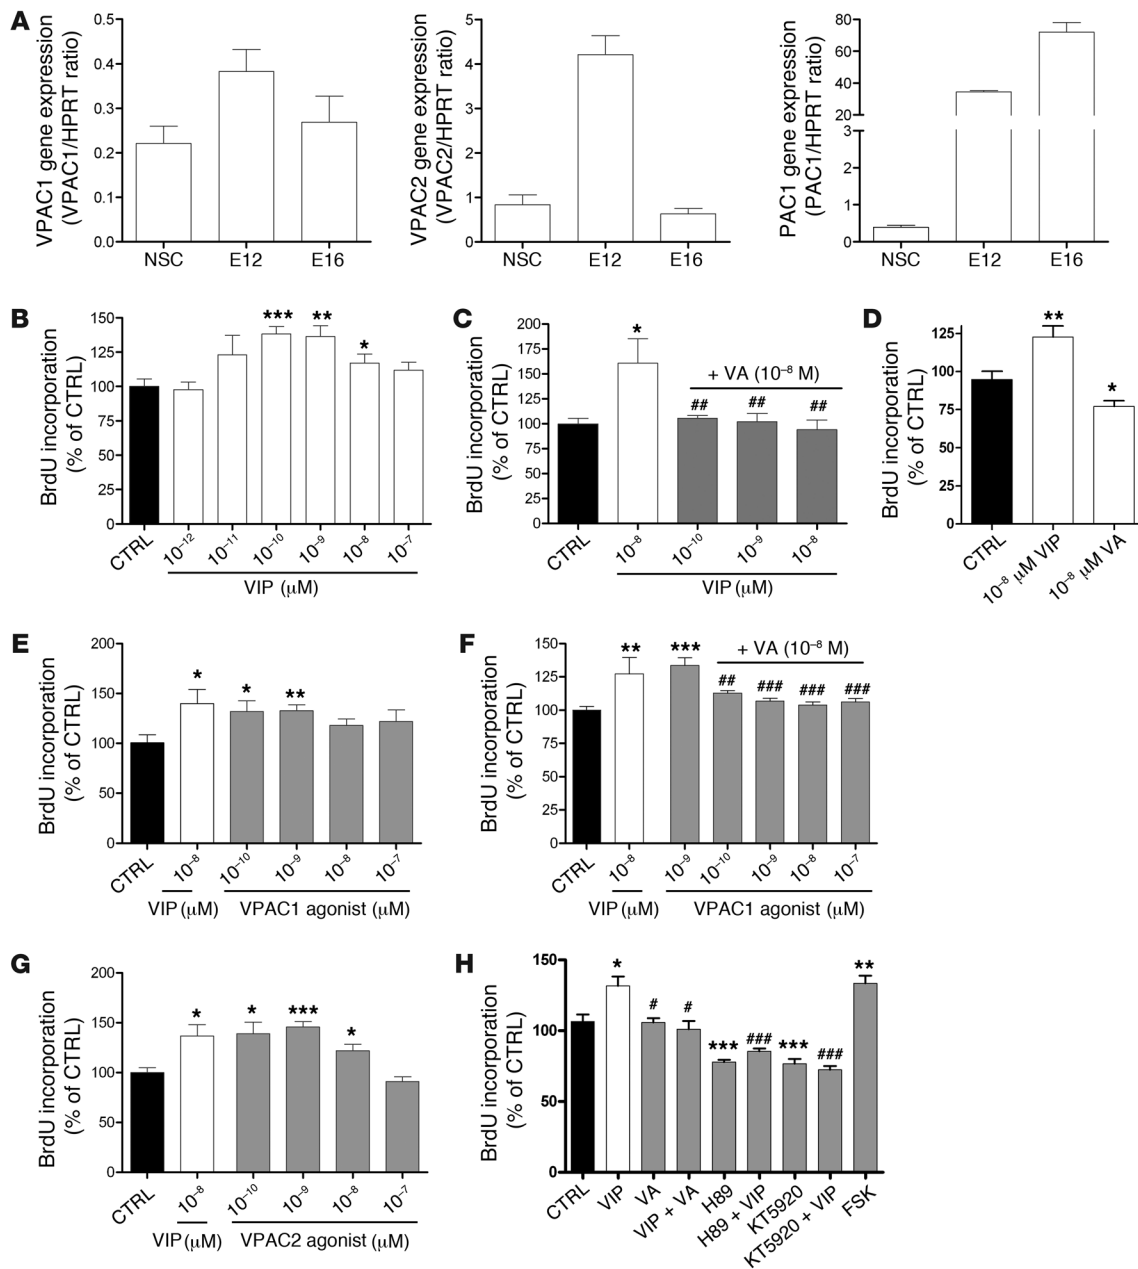 A
VPAC1 gene expression
(VPAC1/HPRT ratio)
0.5
0.4
0.3
0.2
0.1
0.0
NSC
E12
E16
VPAC2 gene expression
(VPAC2/HPRT ratio)
5
4
3
2
1
0
NSC
E12
E16
PAC1 gene expression
(PAC1/HPRT ratio)
80
60
40
20
3
2
1
0
NSC
E12
E16
B
BrdU incorporation
(% of CTRL)
150
125
100
75
50
25
0
***
**
*
CTRL
10⁻¹²
10⁻¹¹
10⁻¹⁰
10⁻⁹
10⁻⁸
10⁻⁷
VIP (μM)
C
BrdU incorporation
(% of CTRL)
200
175
150
125
100
75
50
25
0
*
+ VA (10⁻⁸ M)
##
##
##
CTRL
10⁻⁸
10⁻¹⁰
10⁻⁹
10⁻⁸
VIP (μM)
D
BrdU incorporation
(% of CTRL)
125
100
75
50
25
0
**
*
CTRL
10⁻⁸ μM VIP
10⁻⁸ μM VA
E
BrdU incorporation
(% of CTRL)
200
150
100
50
0
*
*
**
CTRL
10⁻⁸
10⁻¹⁰
10⁻⁹
10⁻⁸
10⁻⁷
VIP (μM)
VPAC1 agonist (μM)
F
BrdU incorporation
(% of CTRL)
150
125
100
75
50
25
0
**
***
+ VA (10⁻⁸ M)
##
###
###
###
CTRL
10⁻⁸
10⁻⁹
10⁻¹⁰
10⁻⁹
10⁻⁸
10⁻⁷
VIP (μM)
VPAC1 agonist (μM)
G
BrdU incorporation
(% of CTRL)
200
150
100
50
0
*
*
***
*
CTRL
10⁻⁸
10⁻¹⁰
10⁻⁹
10⁻⁸
10⁻⁷
VIP (μM)
VPAC2 agonist (μM)
H
BrdU incorporation
(% of CTRL)
150
100
50
0
*
#
#
***
###
***
###
**
CTRL
VIP
VA
VIP + VA
H89
H89 + VIP
KT5920
KT5920 + VIP
FSK